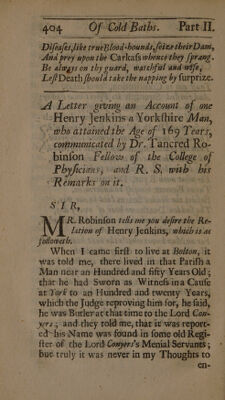 404 Of Cold Baths. Part II.
Diseases, like true Blood-hounds, seize their Dam,
And prey upon the Carkass whence they sprang.
Be always on thy guard, watchful and wise,
Lest Death should take the napping by surprize.
A Letter giving an Account of one
Henry Jenkins a Yorkshire Man,
who attained the Age of 169 Years,
communicated by Dr. Tancred Ro-
binson Fellow of the College of
Physicians, and R. S. with his
Remarks on it.
SIR,
MR. Robinson tells me you desire the Re-
lation of Henry Jenkins, which is as
followeth.
When I came first to live at Bolton, it
was told me, there lived in that Parish a
Man near an Hundred and fifty Years Old;
that he had Sworn as Witness in a Cause
at York to an Hundred and twenty Years,
which the Judge reproving him for, he said,
he was Butler at that time to the Lord Con-
yers; and they told me, that it was report-
ed his Name was found in some old Regi-
ster of the Lord Conyers's Menial Servants;
but truly it was never in my Thoughts to
en-